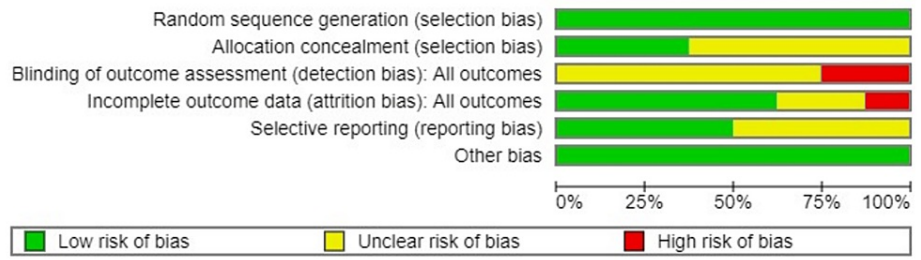 Random sequence generation (selection bias)
Allocation concealment (selection bias)
Blinding of outcome assessment (detection bias): All outcomes
Incomplete outcome data (attrition bias): All outcomes
Selective reporting (reporting bias)
Other bias
0% 25% 50% 75% 100%
Low risk of bias Unclear risk of bias High risk of bias